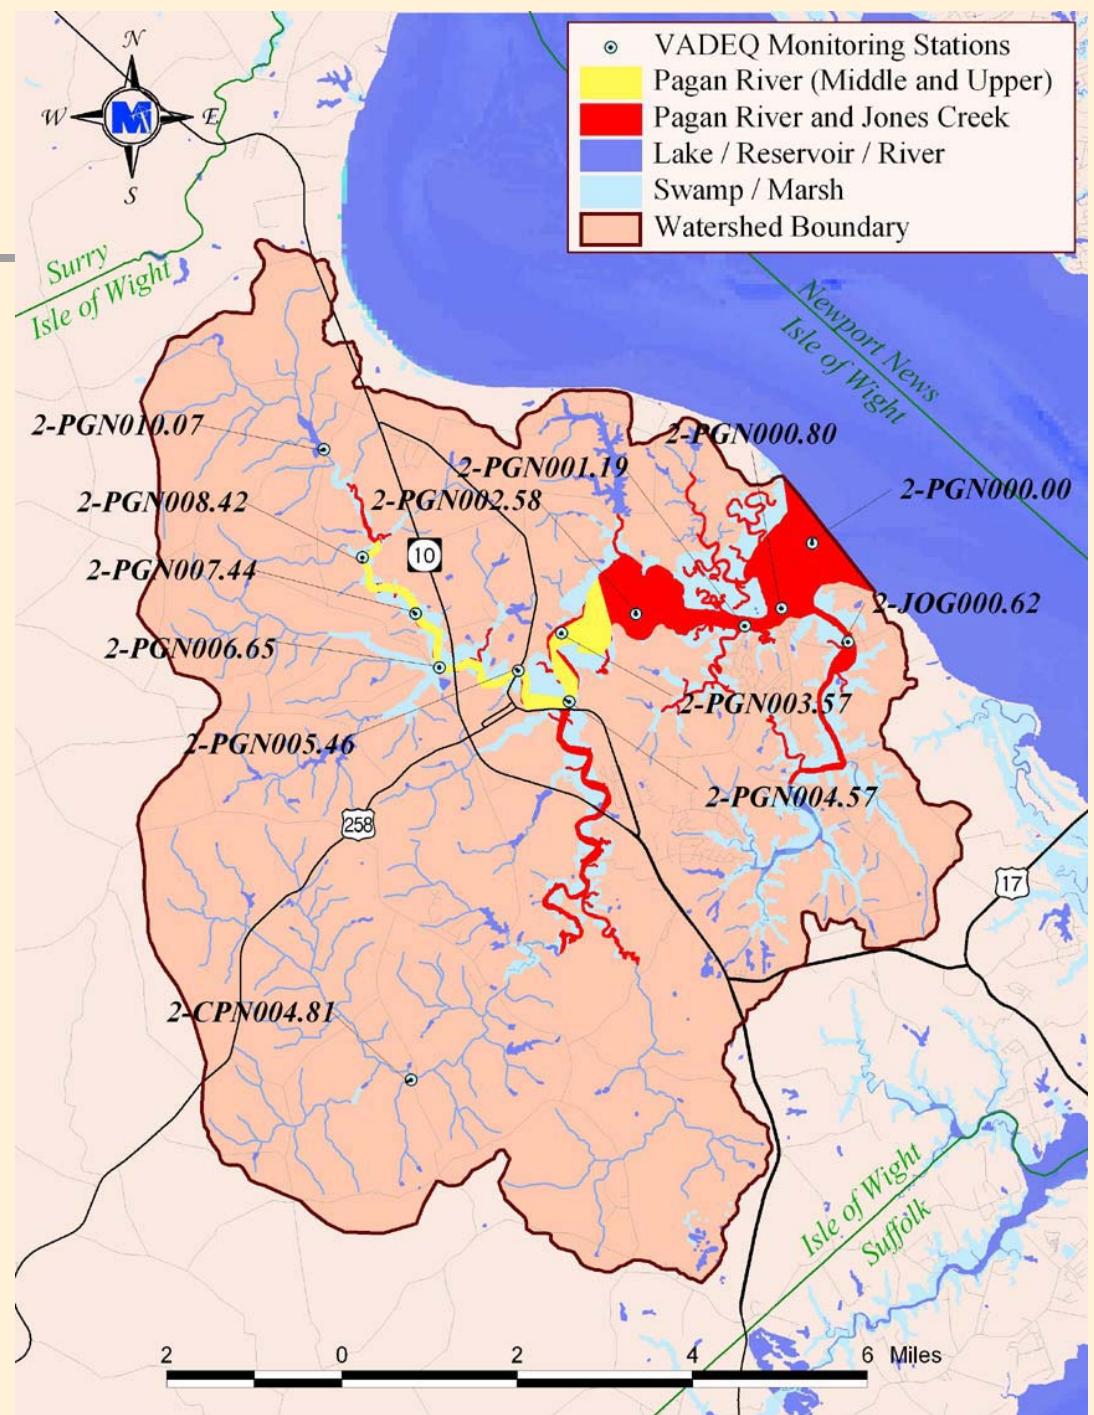 N
W
E
S
M
VADEQ Monitoring Stations
Pagan River (Middle and Upper)
Pagan River and Jones Creek
Lake / Reservoir / River
Swamp / Marsh
Watershed Boundary
Surry
Isle of Wight
Newport News
Isle of Wight
2-PGN010.07
2-PGN000.80
2-PGN001.19
2-PGN000.00
2-PGN008.42
2-PGN002.58
10
2-PGN007.44
2-JOG000.62
2-PGN006.65
2-PGN003.57
2-PGN005.46
2-PGN004.57
258
17
2-CPN004.81
Isle of Wight
Suffolk
2 0 2 4 6 Miles